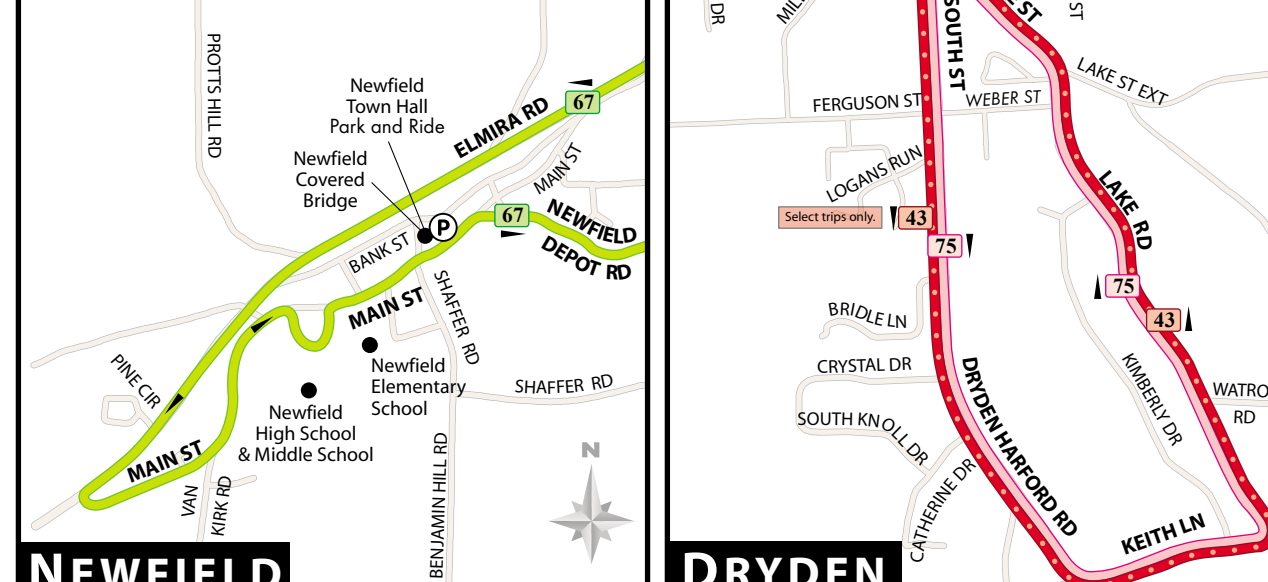 PROTTS HILL RD
Newfield
Town Hall
Park and Ride
67
ELMIRA RD
Newfield
Covered
Bridge
MAIN ST
P
67
NEWFIELD
DEPOT RD
BANK ST
SHAFFER RD
MAIN ST
PINE CIR
Newfield
Elementary
School
SHAFFER RD
Newfield
High School
& Middle School
MAIN ST
VAN
KIRK RD
BENJAMIN HILL RD
N
NEWFIELD
DR
SOUTH ST
ST
ST
LAKE ST EXT
FERGUSON ST
WEBER ST
LOGANS RUN
LAKE RD
Select trips only.
43
75
75
43
BRIDLE LN
CRYSTAL DR
KIMBERLY DR
DRYDEN HARFORD RD
SOUTH KNOLL DR
RD
CATHERINE DR
KEITH LN
DRYDEN